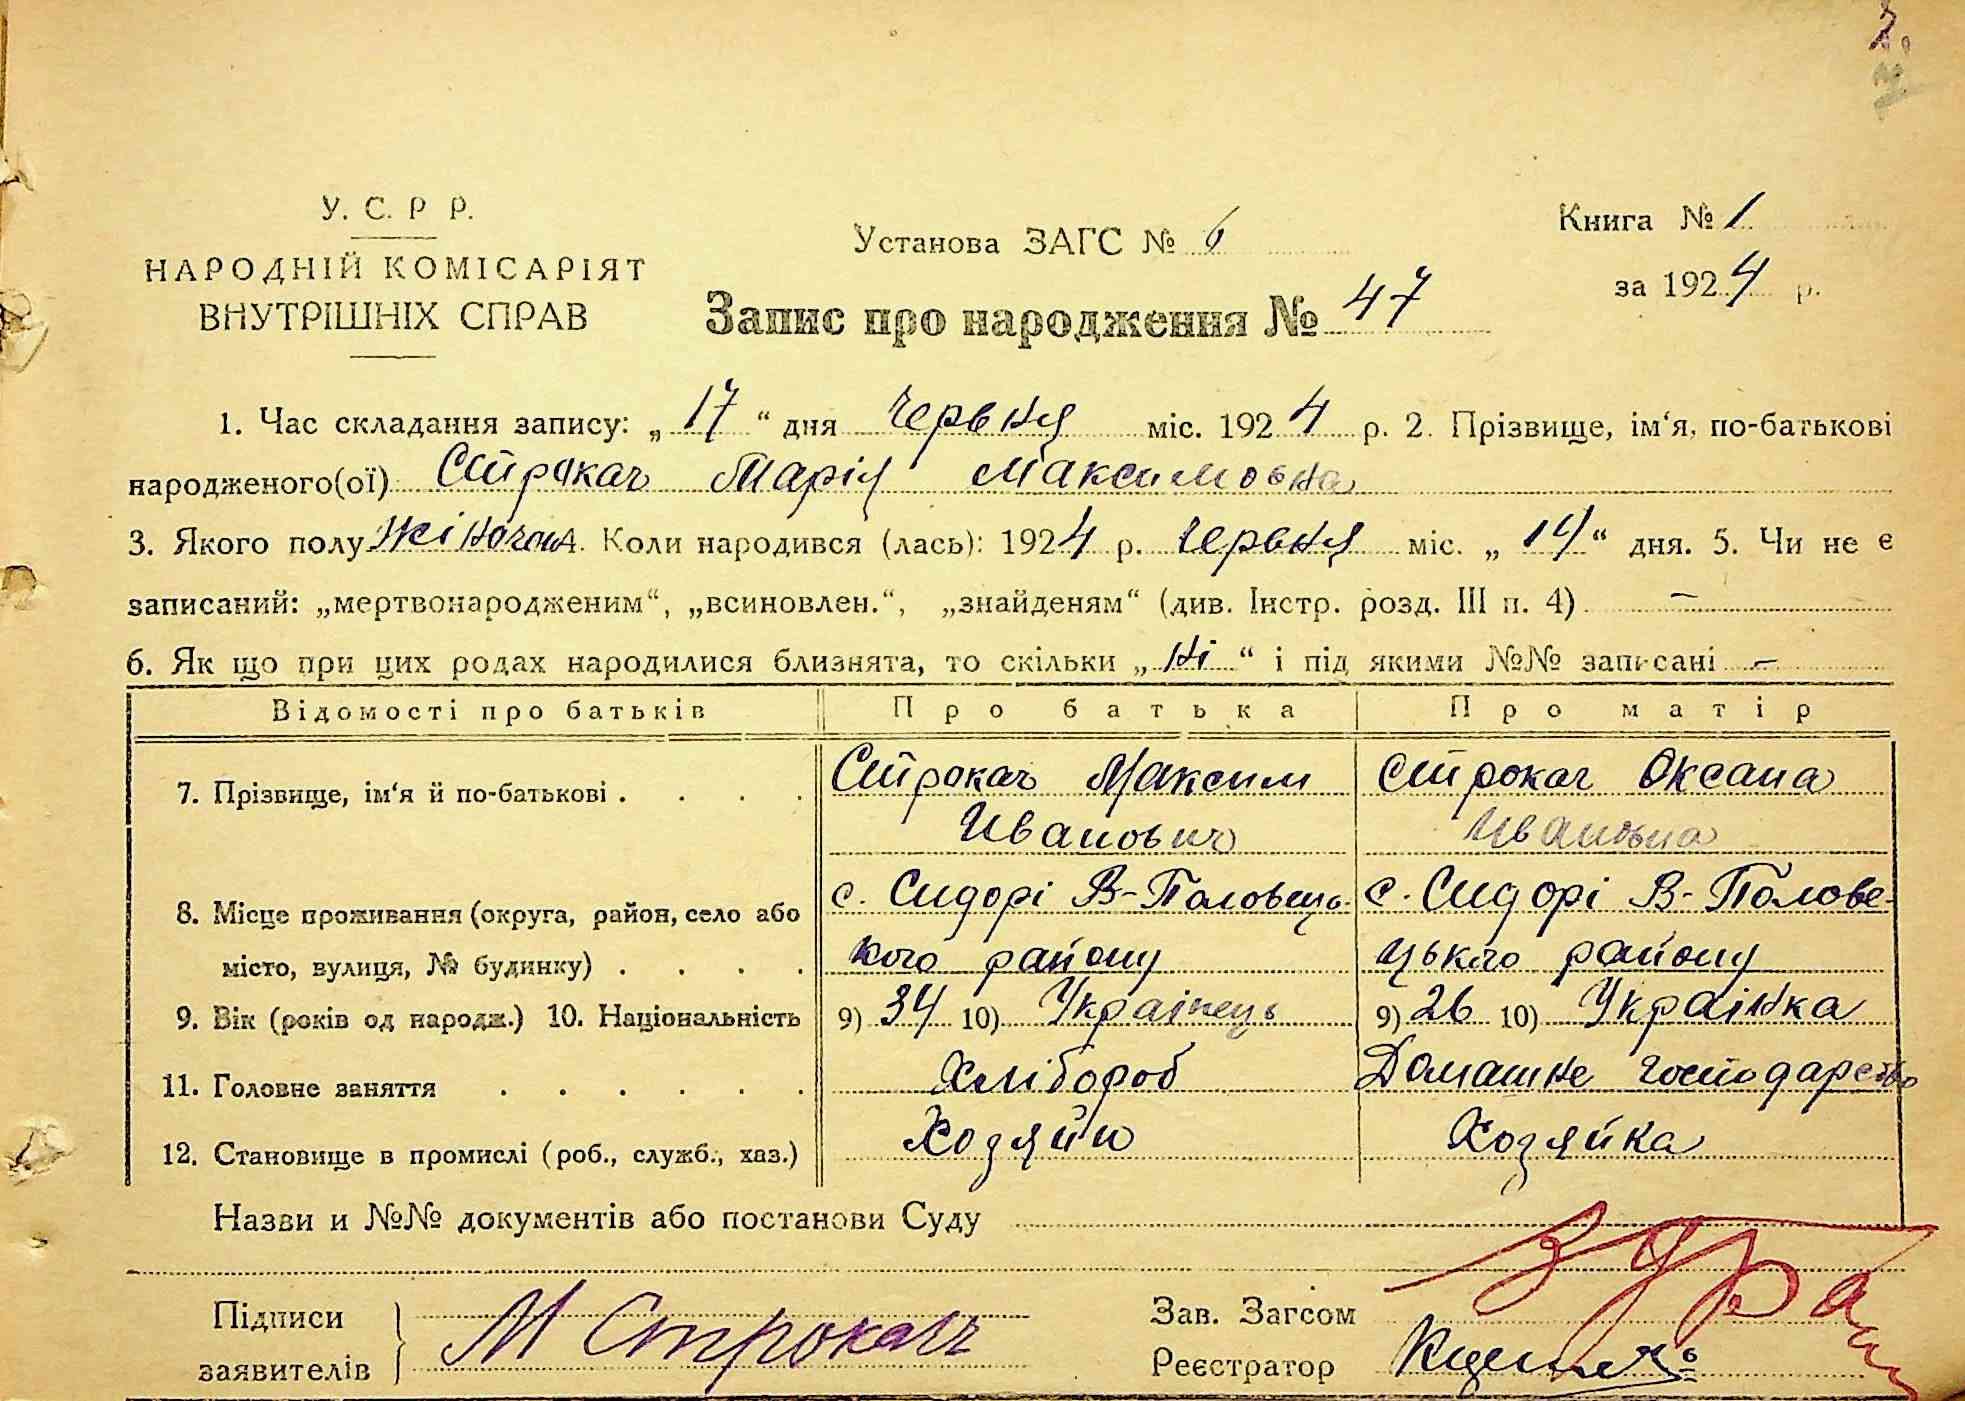 У. С. Р Р.
НАРОДНІЙ КОМІСАРІЯТ
ВНУТРІШНІХ СПРАВ
Установа ЗАГС № 6
Книга № 1
за 1924 р.
Запис про народження № 47
1. Час складання запису: „17“ дня червня міс. 1924 р. 2. Прізвище, ім‘я, по-батькові
народженого(ої) Строкач Марія Максимовна
3. Якого полу жіночого 4. Коли народився (лась): 1924 р. червня міс. „14“ дня. 5. Чи не є
записаний: „мертвонародженим“, „всиновлен.“, „знайденям“ (див. Інстр. розд. III п. 4) —
6. Як що при цих родах народилися близнята, то скільки „ні“ і під якими №№ записані —
Відомості про батьків Про батька Про матір
7. Прізвище, ім‘я й по-батькові . . . . Строкач Максим Строкач Оксана
Иванович Ивановна
8. Місце проживання (округа, район, село або с. Сидорі В-Половець- с. Сидорі В-Полове-
місто, вулиця, № будинку) . . . . кого району цького району
9. Вік (років од народж.) 10. Національність 9) 34 10) Українець 9) 26 10) Українка
11. Головне заняття . . . . . . Хлібороб Домашне господарство
12. Становище в промислі (роб., служб., хаз.) Хозяйн Хозяйка
Назви и №№ документів або постанови Суду
Підписи
заявителів
М Строкач
Зав. Загсом
Реєстратор